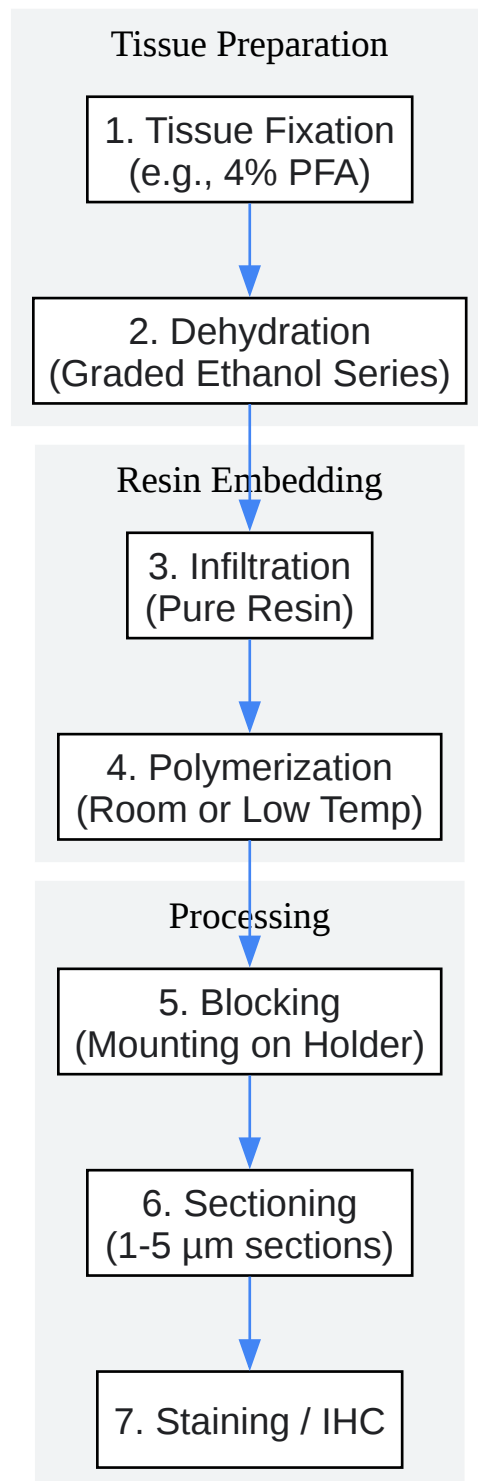 Tissue Preparation
1. Tissue Fixation
(e.g., 4% PFA)
2. Dehydration
(Graded Ethanol Series)
Resin Embedding
3. Infiltration
(Pure Resin)
4. Polymerization
(Room or Low Temp)
Processing
5. Blocking
(Mounting on Holder)
6. Sectioning
(1-5 µm sections)
7. Staining / IHC